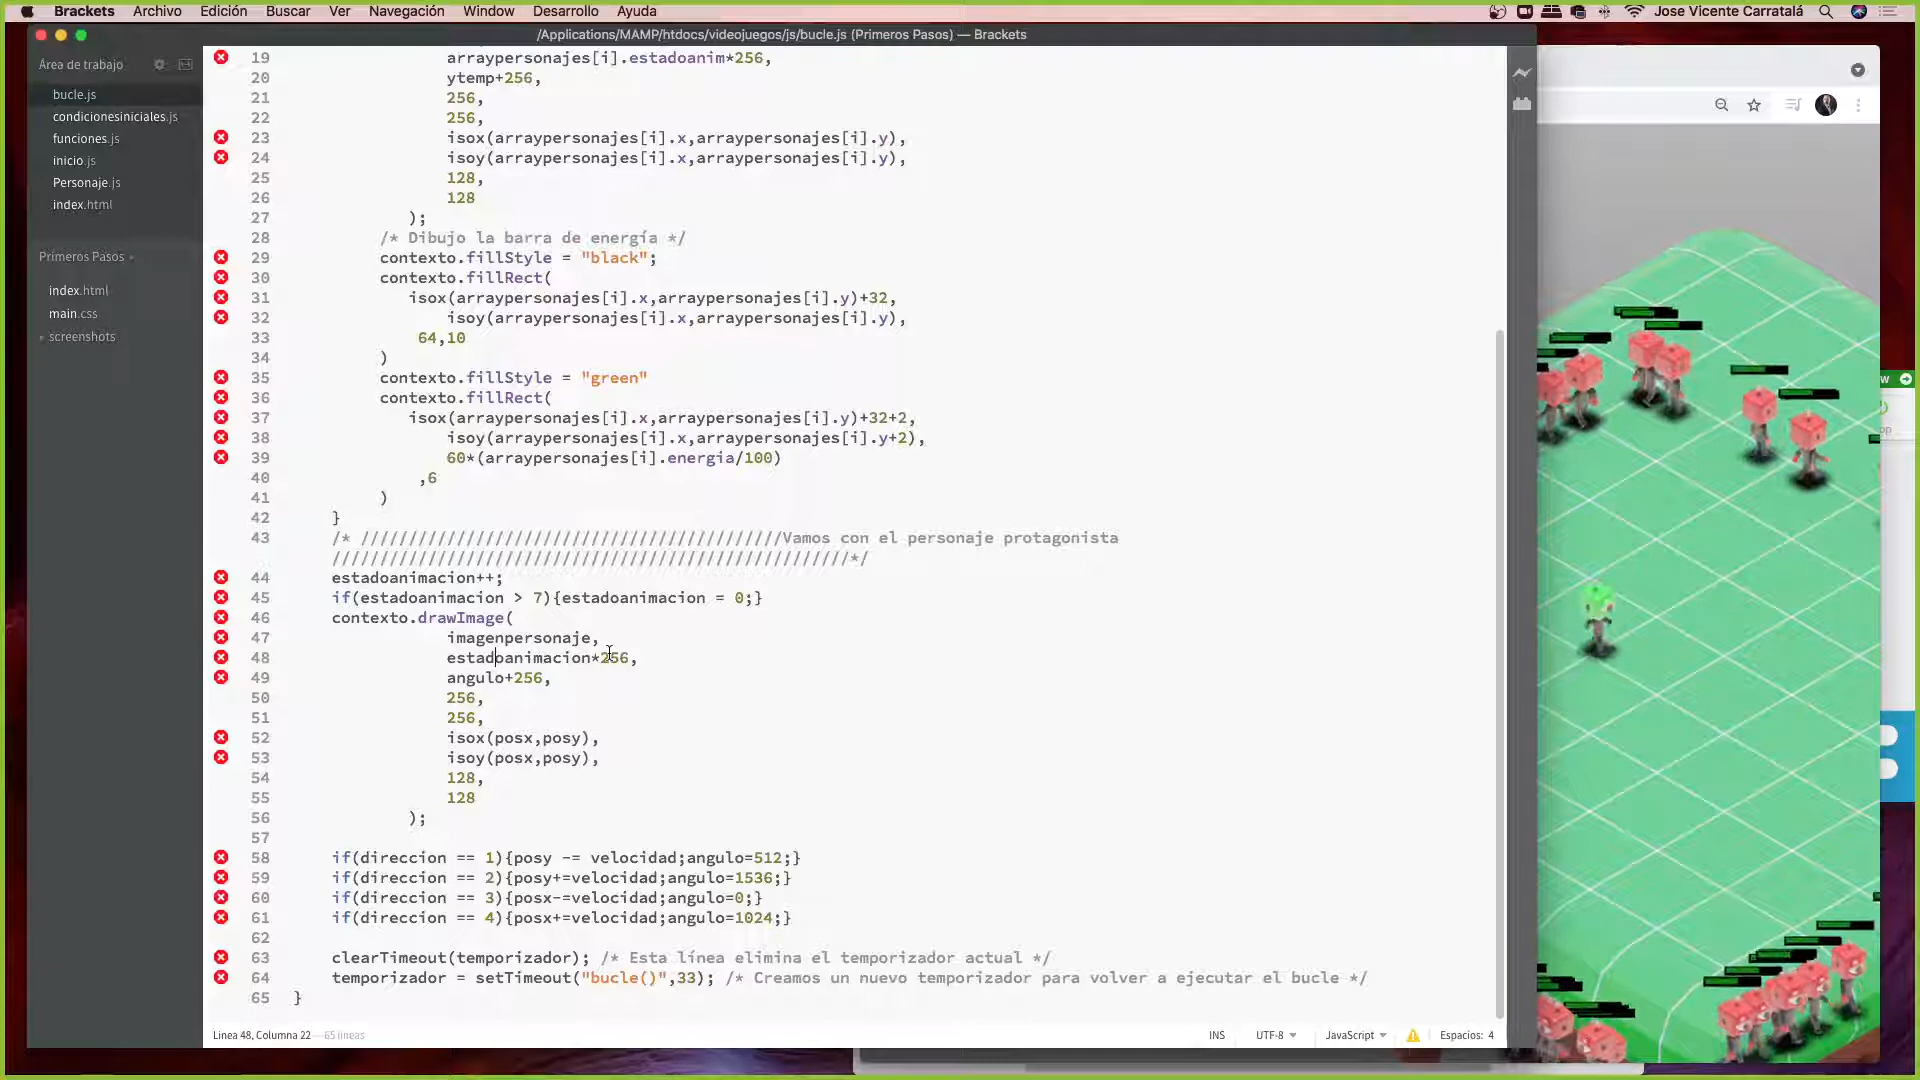 Brackets Archivo Edición Buscar Ver Navegación Window Desarrollo Ayuda Jose Vicente Carratalá
/Applications/MAMP/htdocs/videojuegos/js/bucle.js (Primeros Pasos) — Brackets
Área de trabajo
bucle.js
condicionesiniciales.js
funciones.js
inicio.js
Personaje.js
index.html
Primeros Pasos
index.html
main.css
screenshots
19 arraypersonajes[i].estadoanim*256,
20 ytemp+256,
21 256,
22 256,
23 isox(arraypersonajes[i].x,arraypersonajes[i].y),
24 isoy(arraypersonajes[i].x,arraypersonajes[i].y),
25 128,
26 128
27 );
28 /* Dibujo la barra de energía */
29 contexto.fillStyle = "black";
30 contexto.fillRect(
31 isox(arraypersonajes[i].x,arraypersonajes[i].y)+32,
32 isoy(arraypersonajes[i].x,arraypersonajes[i].y),
33 64,10
34 )
35 contexto.fillStyle = "green"
36 contexto.fillRect(
37 isox(arraypersonajes[i].x,arraypersonajes[i].y)+32+2,
38 isoy(arraypersonajes[i].x,arraypersonajes[i].y+2),
39 60*(arraypersonajes[i].energia/100)
40 ,6
41 )
42 }
43 /* ////////////////////////////////////////////Vamos con el personaje protagonista
//////////////////////////////////////////////////////*/
44 estadoanimacion++;
45 if(estadoanimacion > 7){estadoanimacion = 0;}
46 contexto.drawImage(
47 imagenpersonaje,
48 estadoanimacion*256,
49 angulo+256,
50 256,
51 256,
52 isox(posx,posy),
53 isoy(posx,posy),
54 128,
55 128
56 );
57
58 if(direccion == 1){posy -= velocidad;angulo=512;}
59 if(direccion == 2){posy+=velocidad;angulo=1536;}
60 if(direccion == 3){posx-=velocidad;angulo=0;}
61 if(direccion == 4){posx+=velocidad;angulo=1024;}
62
63 clearTimeout(temporizador); /* Esta línea elimina el temporizador actual */
64 temporizador = setTimeout("bucle()",33); /* Creamos un nuevo temporizador para volver a ejecutar el bucle */
65 }
Línea 48, Columna 22 — 65 líneas INS UTF-8 JavaScript Espacios: 4